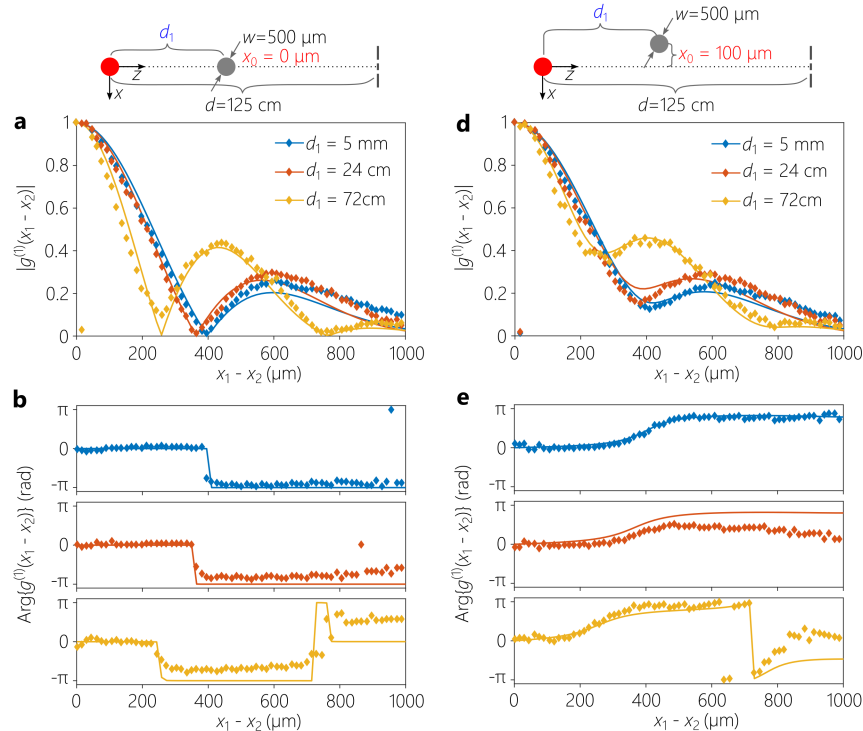 d₁
w=500 µm
x₀ = 0 µm
z
x
d=125 cm
d₁
w=500 µm
x₀ = 100 µm
z
x
d=125 cm
a
|g⁽¹⁾(x₁ - x₂)|
1
0.8
0.6
0.4
0.2
0
d₁ = 5 mm
d₁ = 24 cm
d₁ = 72cm
0 200 400 600 800 1000
x₁ - x₂ (µm)
d
|g⁽¹⁾(x₁ - x₂)|
1
0.8
0.6
0.4
0.2
0
d₁ = 5 mm
d₁ = 24 cm
d₁ = 72cm
0 200 400 600 800 1000
x₁ - x₂ (µm)
b
Arg{g⁽¹⁾(x₁ - x₂)} (rad)
π
0
-π
π
0
-π
π
0
-π
0 200 400 600 800 1000
x₁ - x₂ (µm)
e
Arg{g⁽¹⁾(x₁ - x₂)} (rad)
π
0
-π
π
0
-π
π
0
-π
0 200 400 600 800 1000
x₁ - x₂ (µm)